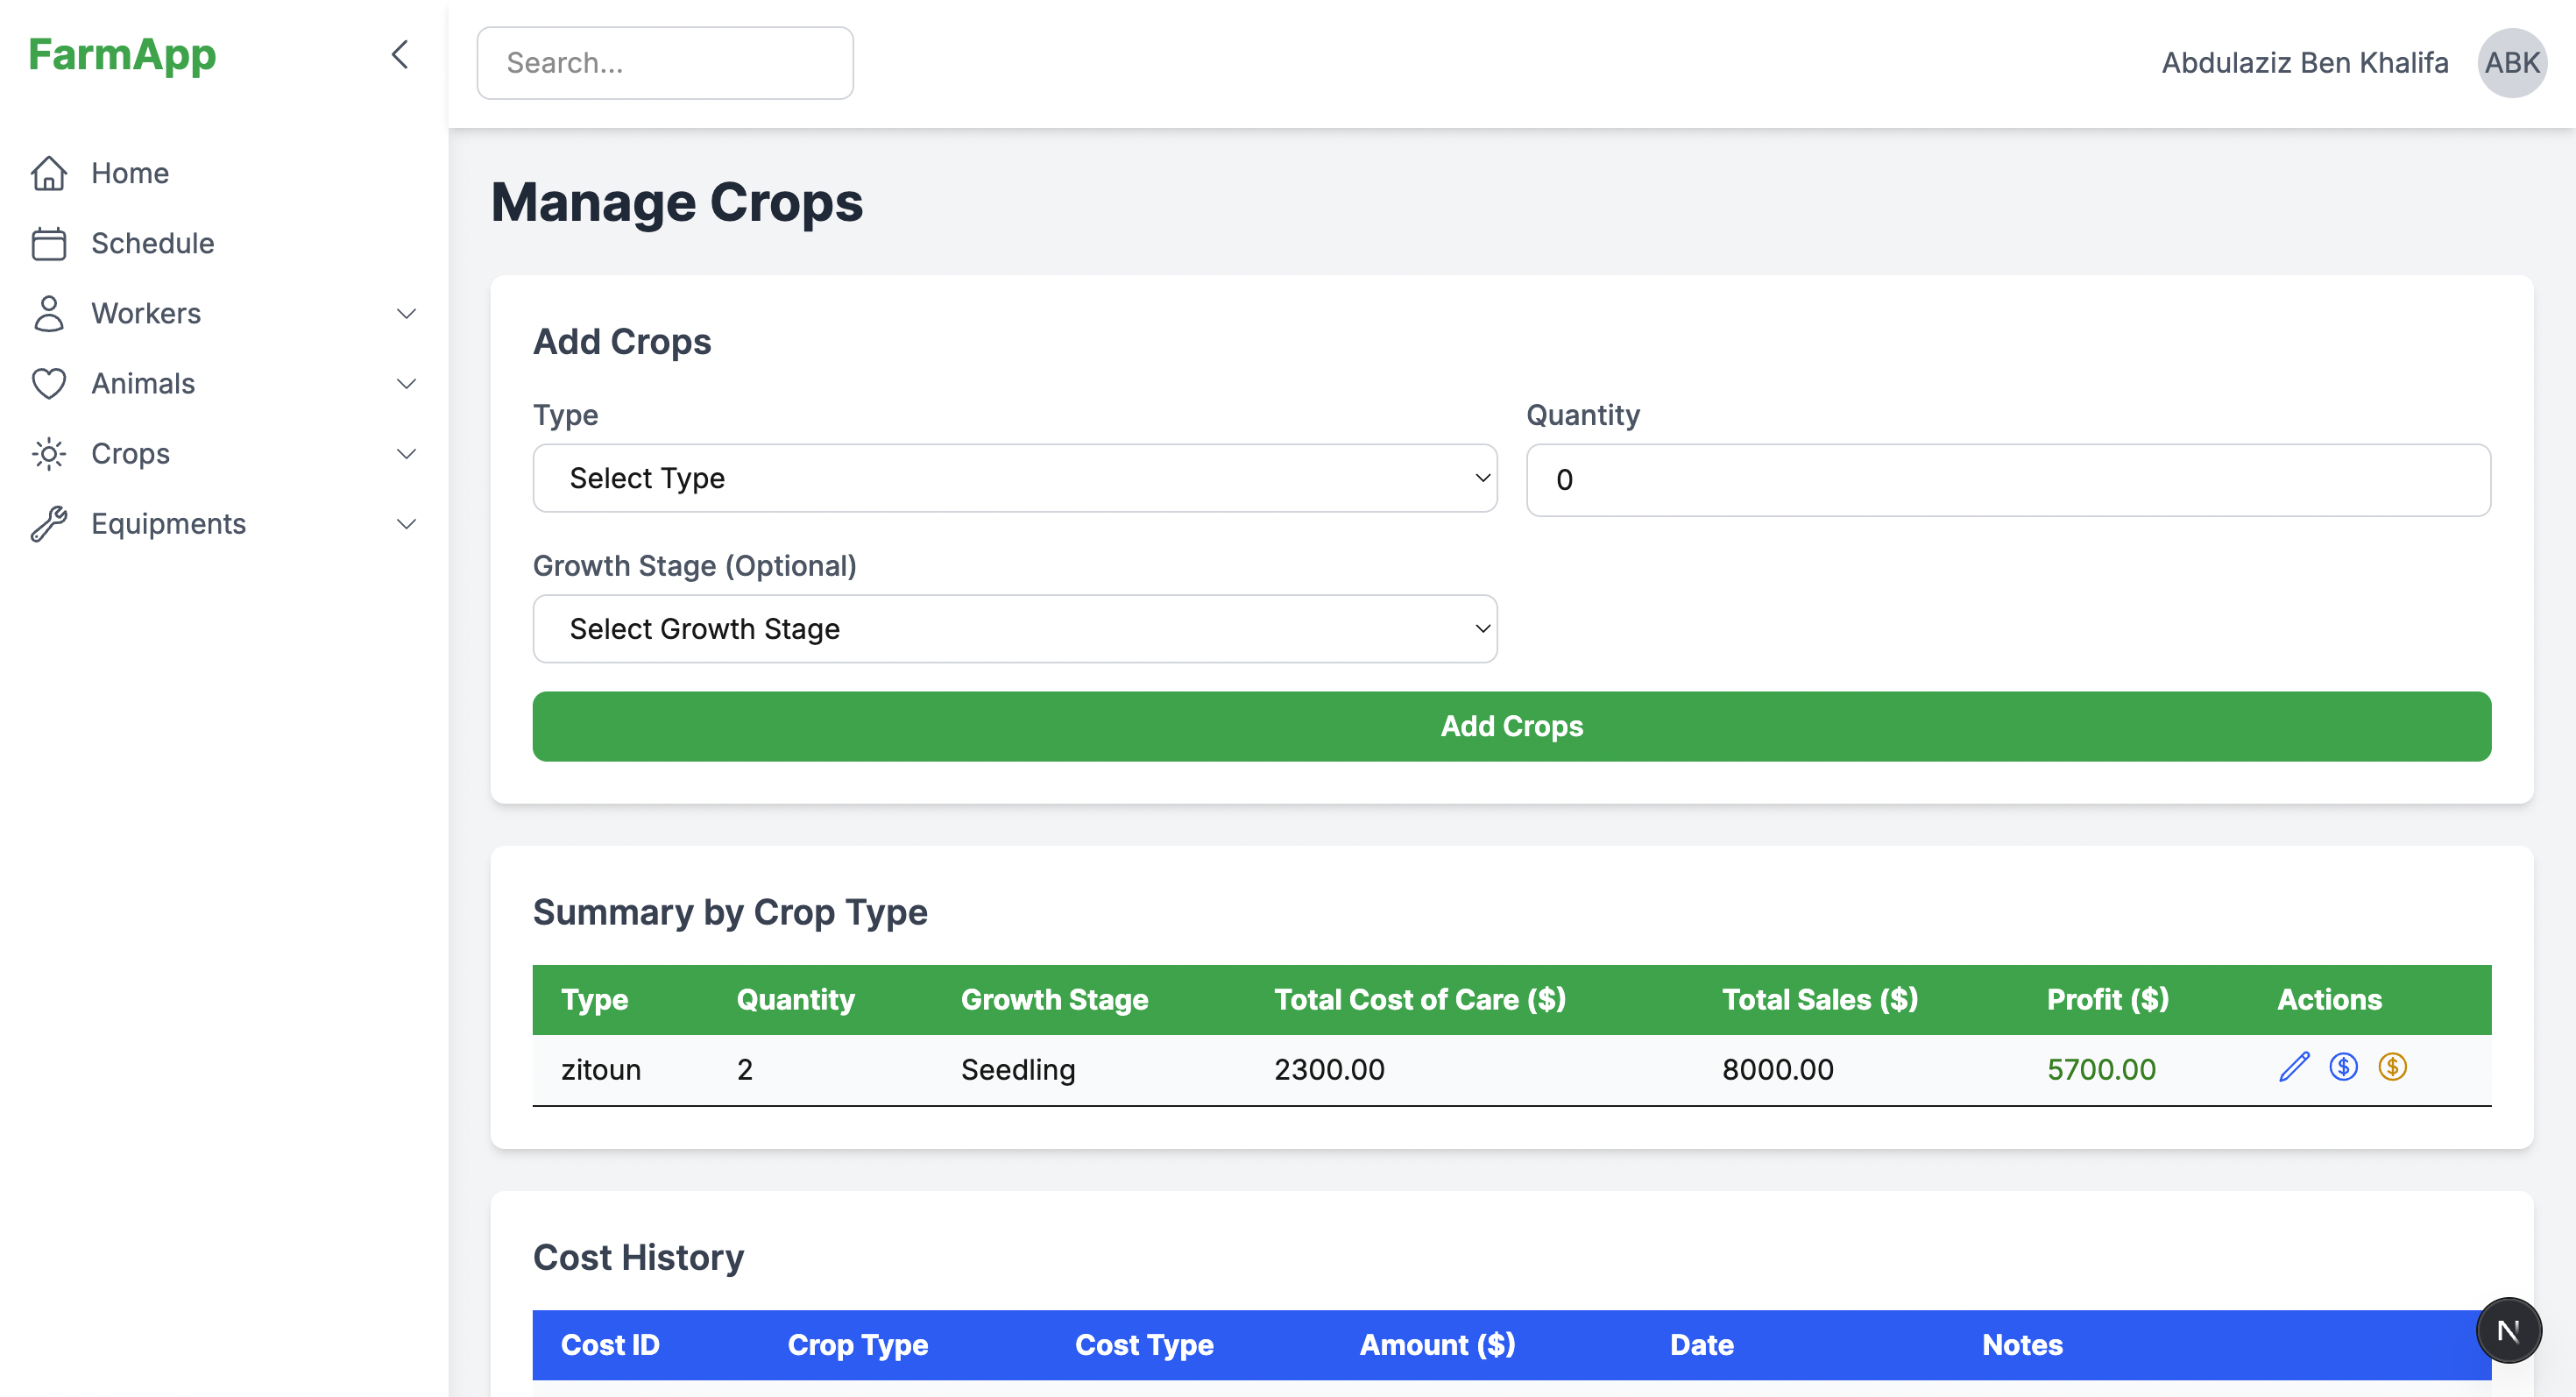 FarmApp
Search...
Abdulaziz Ben Khalifa ABK
Home
Schedule
Workers
Animals
Crops
Equipments
Manage Crops
Add Crops
Type Quantity
Select Type 0
Growth Stage (Optional)
Select Growth Stage
Add Crops
Summary by Crop Type
Type Quantity Growth Stage Total Cost of Care ($) Total Sales ($) Profit ($) Actions
zitoun 2 Seedling 2300.00 8000.00 5700.00
Cost History
Cost ID Crop Type Cost Type Amount ($) Date Notes
N